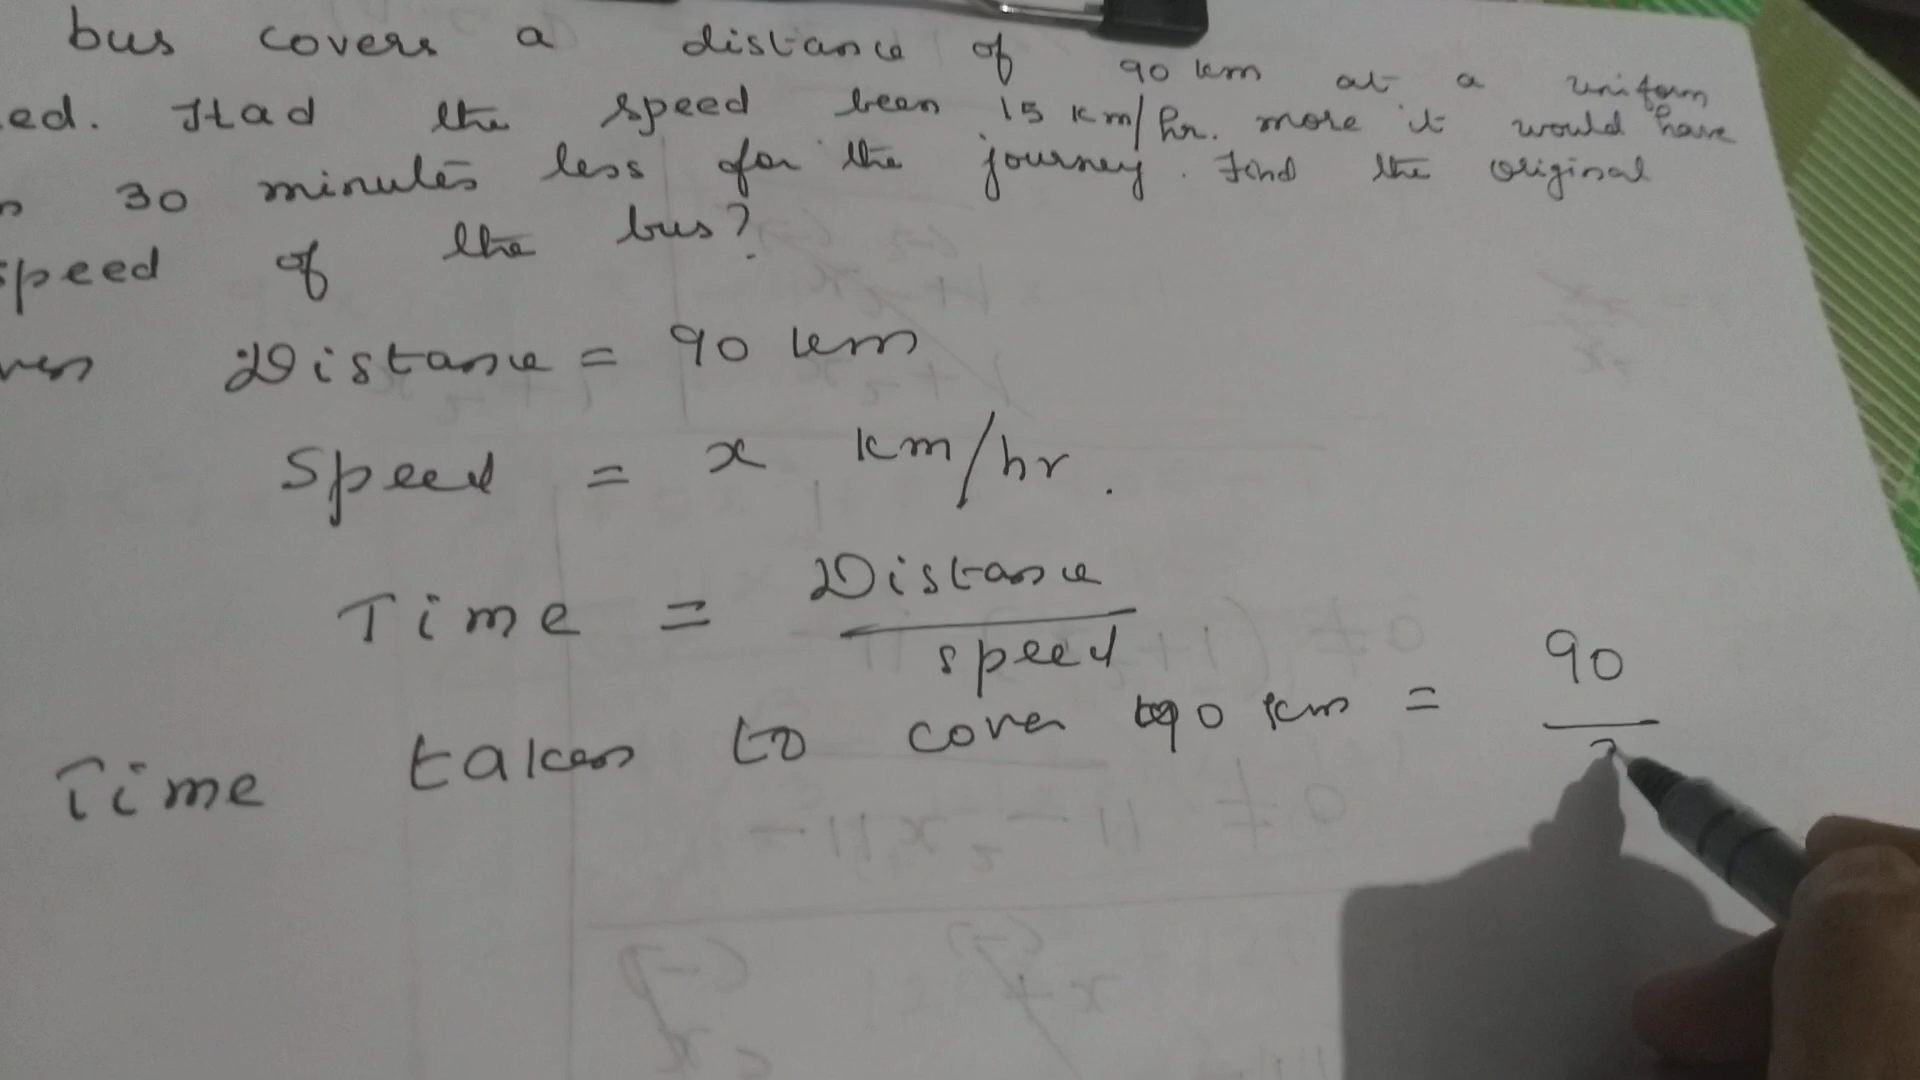 bus covers a distance of 90 km at a uniform
ed. Had the speed been 15 km/hr. more it would have
30 minutes less for the journey. Find the original
speed of the bus?
Distance = 90 km
Speed = x km/hr.
Time = Distance
speed
Time taken to cover 90 km = 90